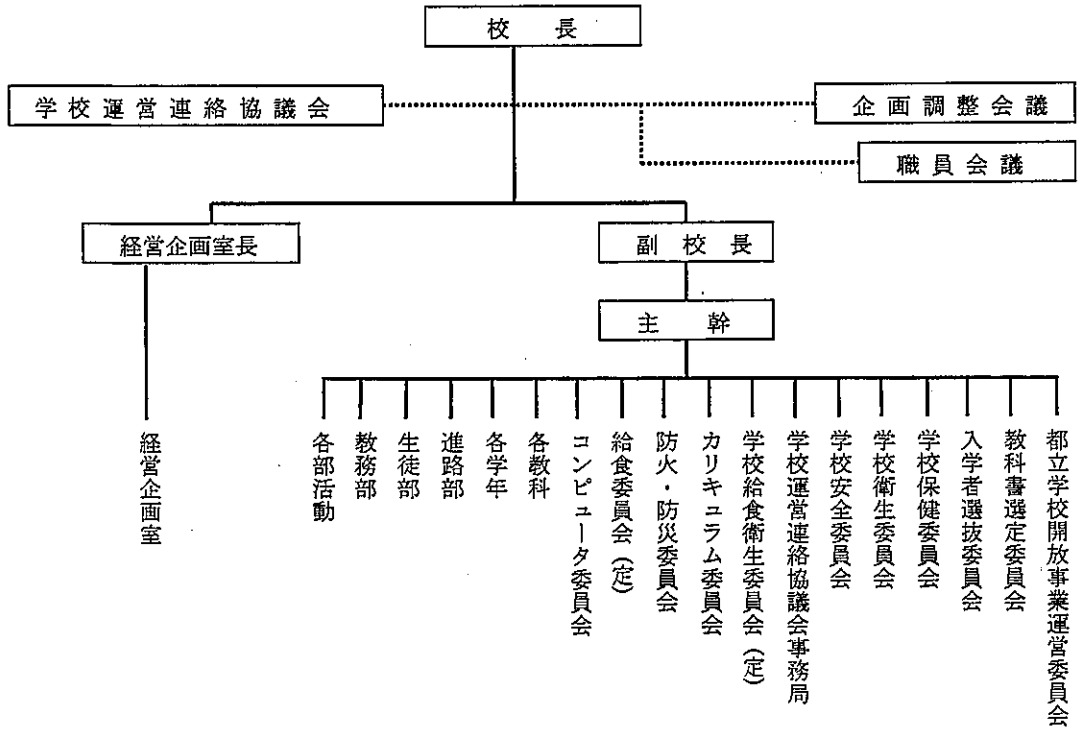 校長
学校運営連絡協議会
企画調整会議
職員会議
経営企画室長
副校長
主幹
経営企画室
各部活動
教務部
生徒部
進路部
各学年
各教科
コンピュータ委員会
給食委員会（定）
防火・防災委員会
カリキュラム委員会
学校給食衛生委員会（定）
学校運営連絡協議会事務局
学校安全委員会
学校衛生委員会
学校保健委員会
入学者選抜委員会
教科書選定委員会
都立学校開放事業運営委員会